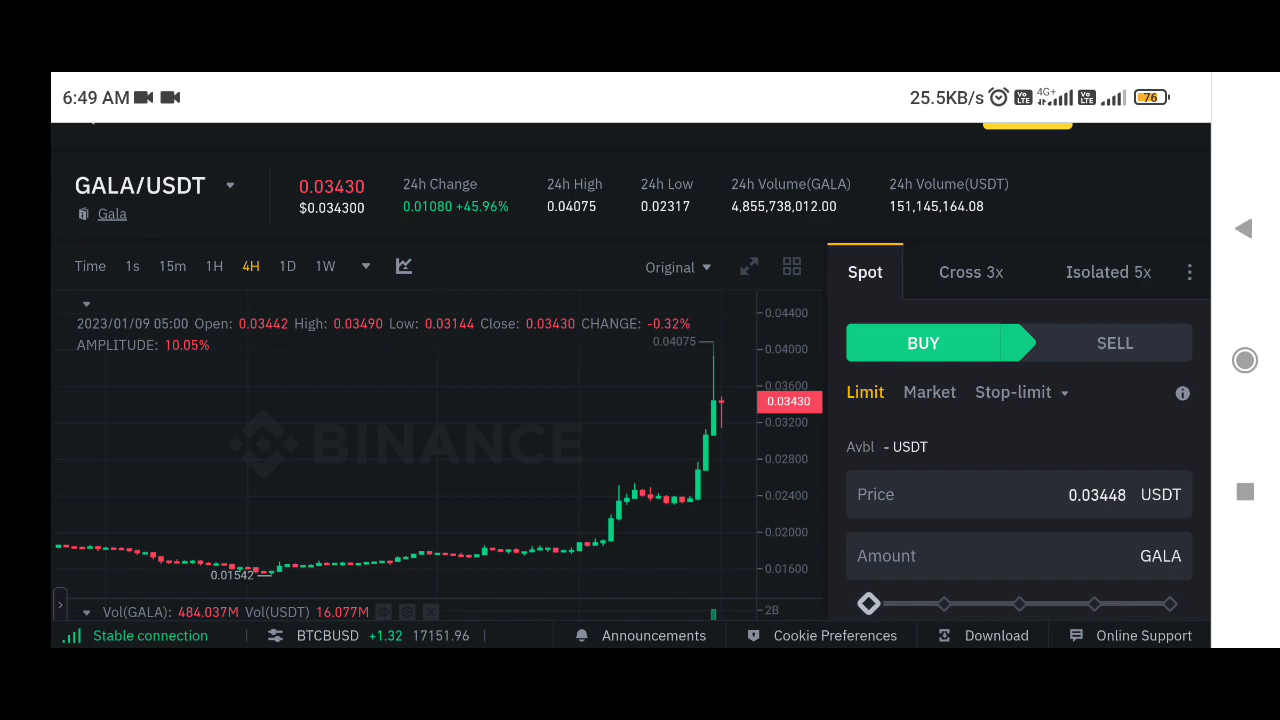 6:49 AM 25.5KB/s Vo LTE 4G+ Vo LTE 76
GALA/USDT
Gala
0.03430
$0.034300
24h Change
0.01080 +45.96%
24h High
0.04075
24h Low
0.02317
24h Volume(GALA)
4,855,738,012.00
24h Volume(USDT)
151,145,164.08
Time 1s 15m 1H 4H 1D 1W Original
2023/01/09 05:00 Open: 0.03442 High: 0.03490 Low: 0.03144 Close: 0.03430 CHANGE: -0.32%
AMPLITUDE: 10.05%
0.04075
0.01542
BINANCE
0.04400
0.04000
0.03600
0.03430
0.03200
0.02800
0.02400
0.02000
0.01600
Vol(GALA): 484.037M Vol(USDT) 16.077M
2B
Spot Cross 3x Isolated 5x
BUY SELL
Limit Market Stop-limit
Avbl - USDT
Price 0.03448 USDT
Amount GALA
Stable connection BTCBUSD +1.32 17151.96 Announcements Cookie Preferences Download Online Support